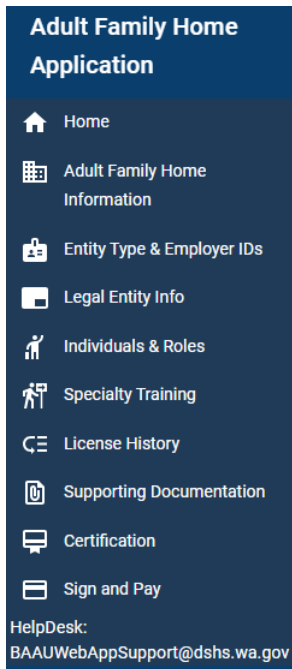 Adult Family Home
Application
Home
Adult Family Home
Information
Entity Type & Employer IDs
Legal Entity Info
Individuals & Roles
Specialty Training
License History
Supporting Documentation
Certification
Sign and Pay
HelpDesk:
BAAUWebAppSupport@dshs.wa.gov